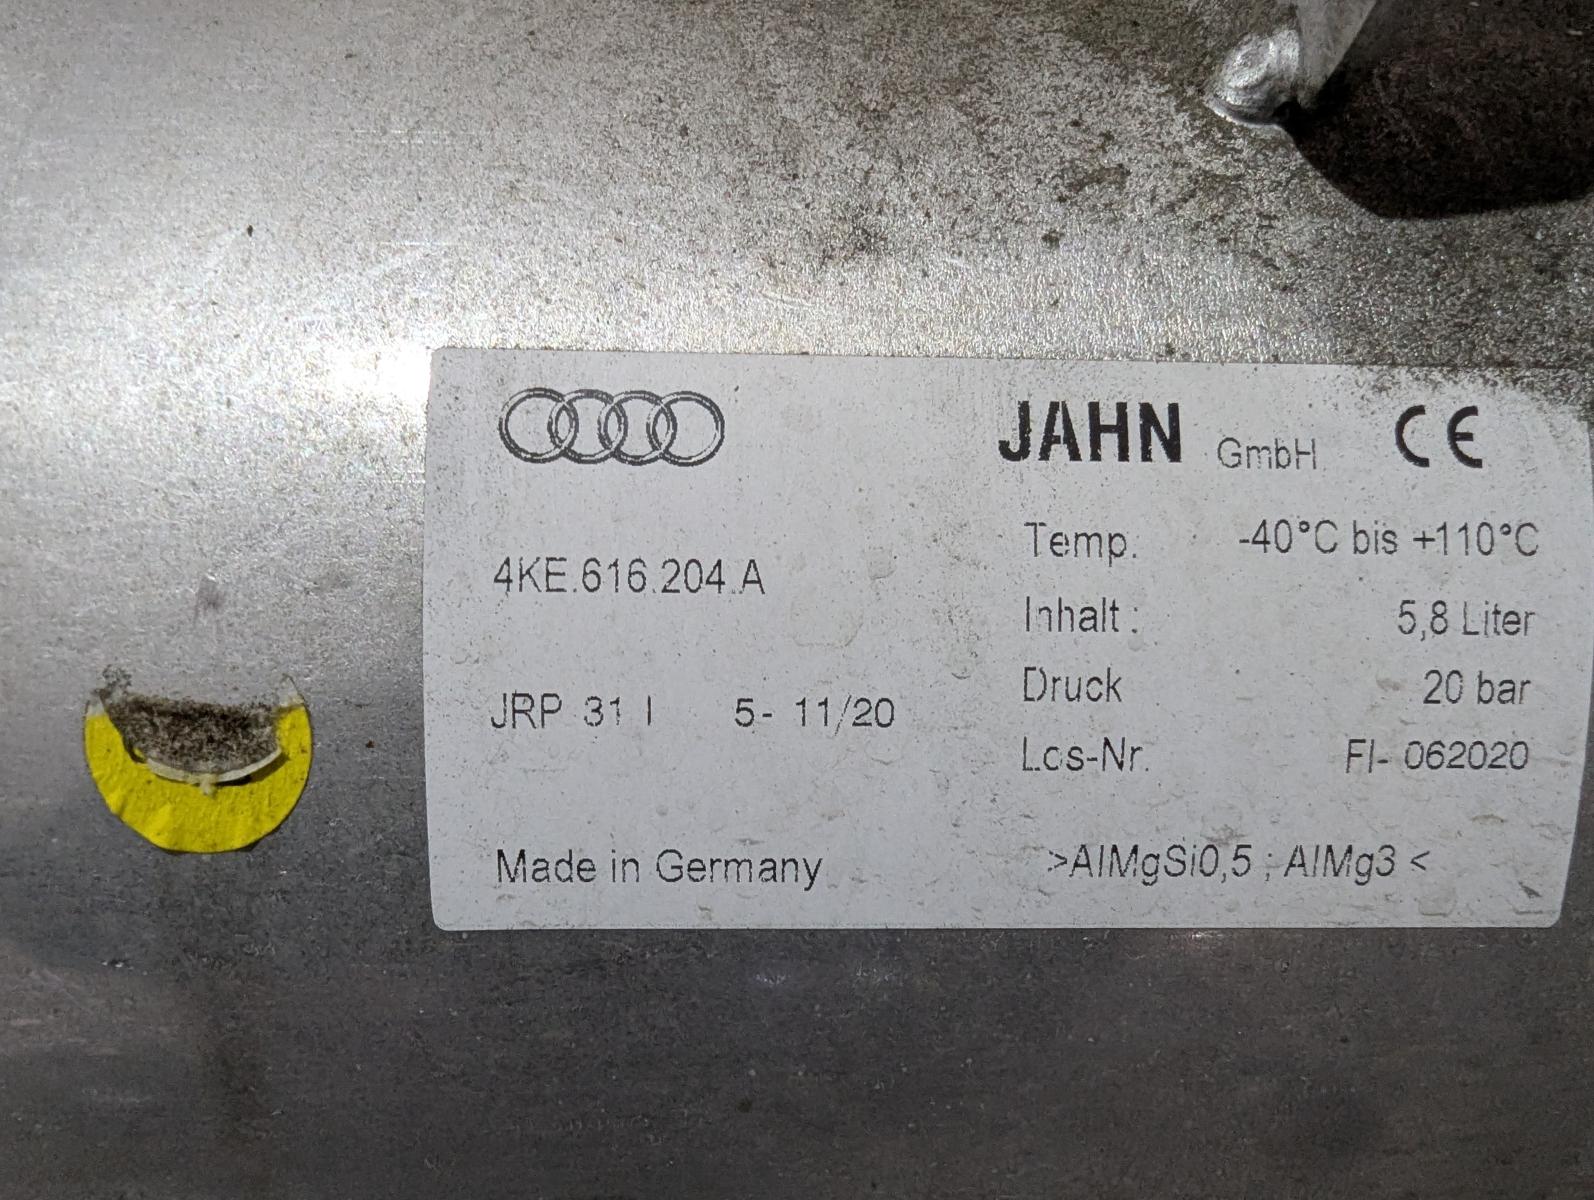 JAHN GmbH CE
4KE.616.204.A
Temp. -40°C bis +110°C
Inhalt : 5,8 Liter
JRP 31 I 5- 11/20
Druck 20 bar
Los-Nr. FI- 062020
Made in Germany
>AlMgSi0,5 ; AlMg3 <